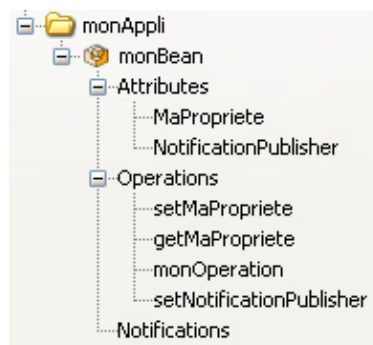 monAppli
monBean
Attributes
MaPropriete
NotificationPublisher
Operations
setMaPropriete
getMaPropriete
monOperation
setNotificationPublisher
Notifications